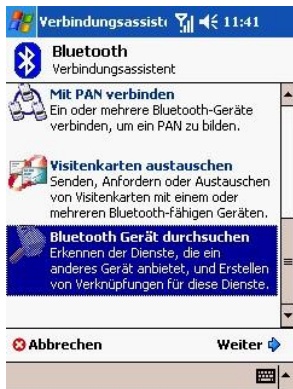 Verbindungsassist 11:41
Bluetooth
Verbindungsassistent
Mit PAN verbinden
Ein oder mehrere Bluetooth-Geräte
verbinden, um ein PAN zu bilden.
Visitenkarten austauschen
Senden, Anfordern oder Austauschen
von Visitenkarten mit einem oder
mehreren Bluetooth-fähigen Geräten.
Bluetooth Gerät durchsuchen
Erkennen der Dienste, die ein
anderes Gerät anbietet, und Erstellen
von Verknüpfungen für diese Dienste.
Abbrechen Weiter